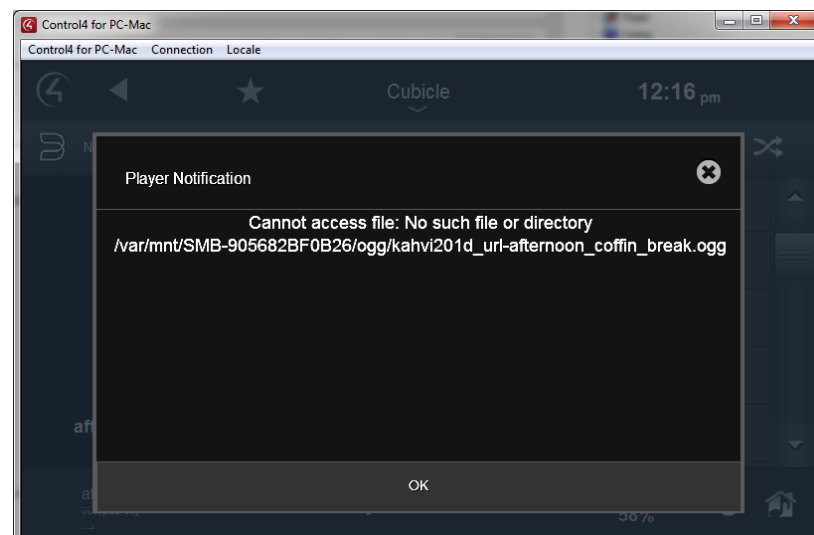 Control4 for PC-Mac
Control4 for PC-Mac Connection Locale
Cubicle
12:16 pm
Player Notification
Cannot access file: No such file or directory
/var/mnt/SMB-905682BF0B26/ogg/kahvi201d_url-afternoon_coffin_break.ogg
OK
58%